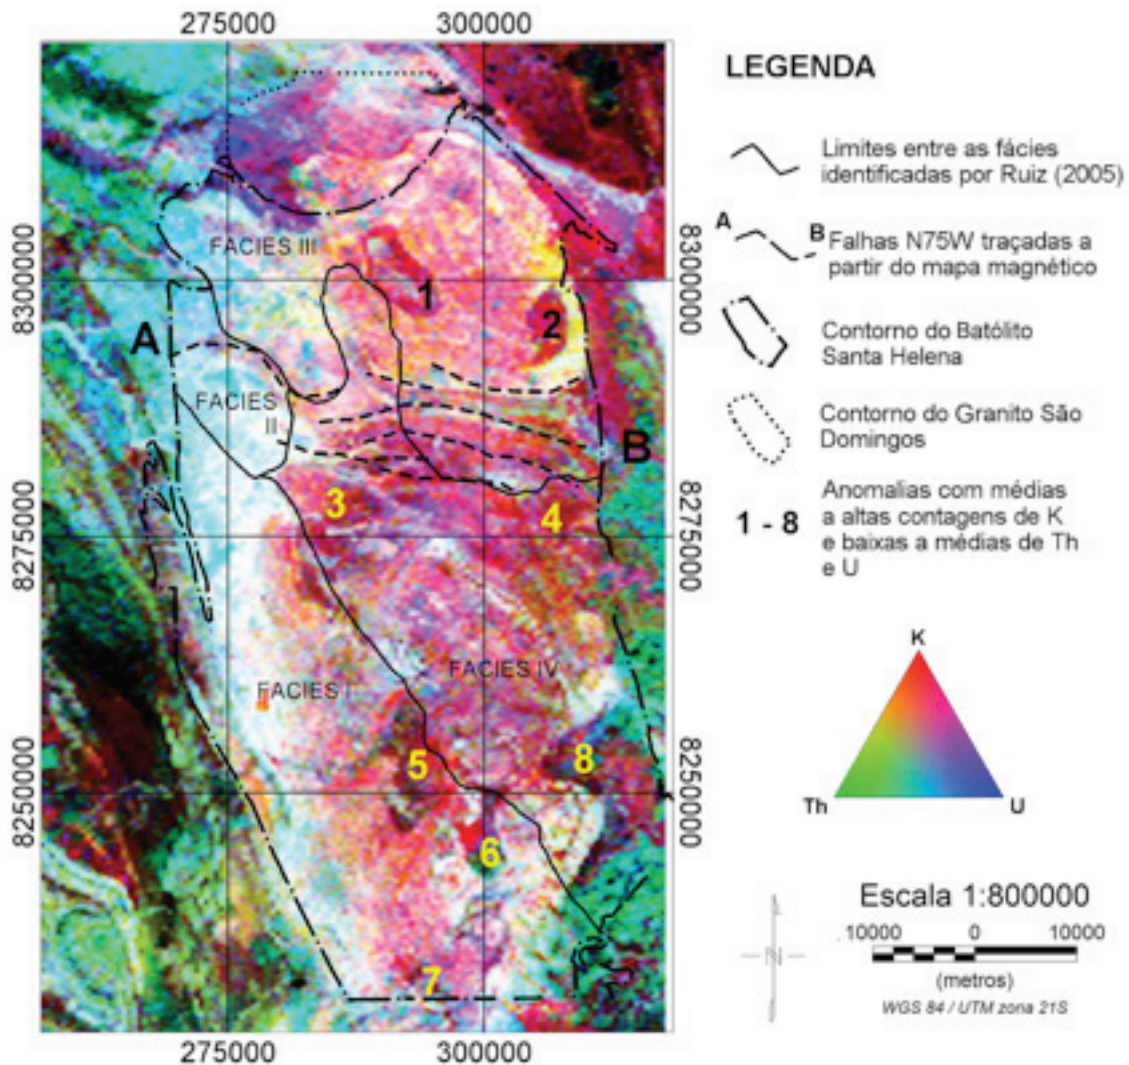 275000 300000
LEGENDA
Limites entre as fácies
identificadas por Ruiz (2005)
A B
Falhas N75W traçadas a
partir do mapa magnético
Contorno do Batólito
Santa Helena
Contorno do Granito São
Domingos
1 - 8
Anomalias com médias
a altas contagens de K
e baixas a médias de Th
e U
K
Th U
Escala 1:800000
10000 0 10000
(metros)
WGS 84 / UTM zona 21S
N
8300000 8300000
8275000 8275000
8250000 8250000
FACIES III
1
2
A
FACIES
II
B
3
4
FACIES I
FACIES IV
5
8
6
7
275000 300000